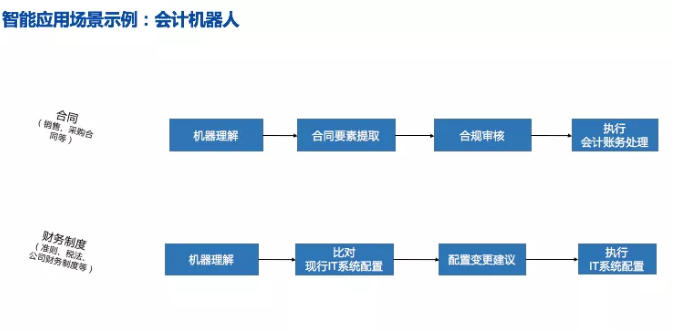 智能应用场景示例：会计机器人
合同
（销售、采购合
同等）
机器理解
合同要素提取
合规审核
执行
会计账务处理
财务制度
（准则、税法、
公司财务制度等）
机器理解
比对
现行IT系统配置
配置变更建议
执行
IT系统配置